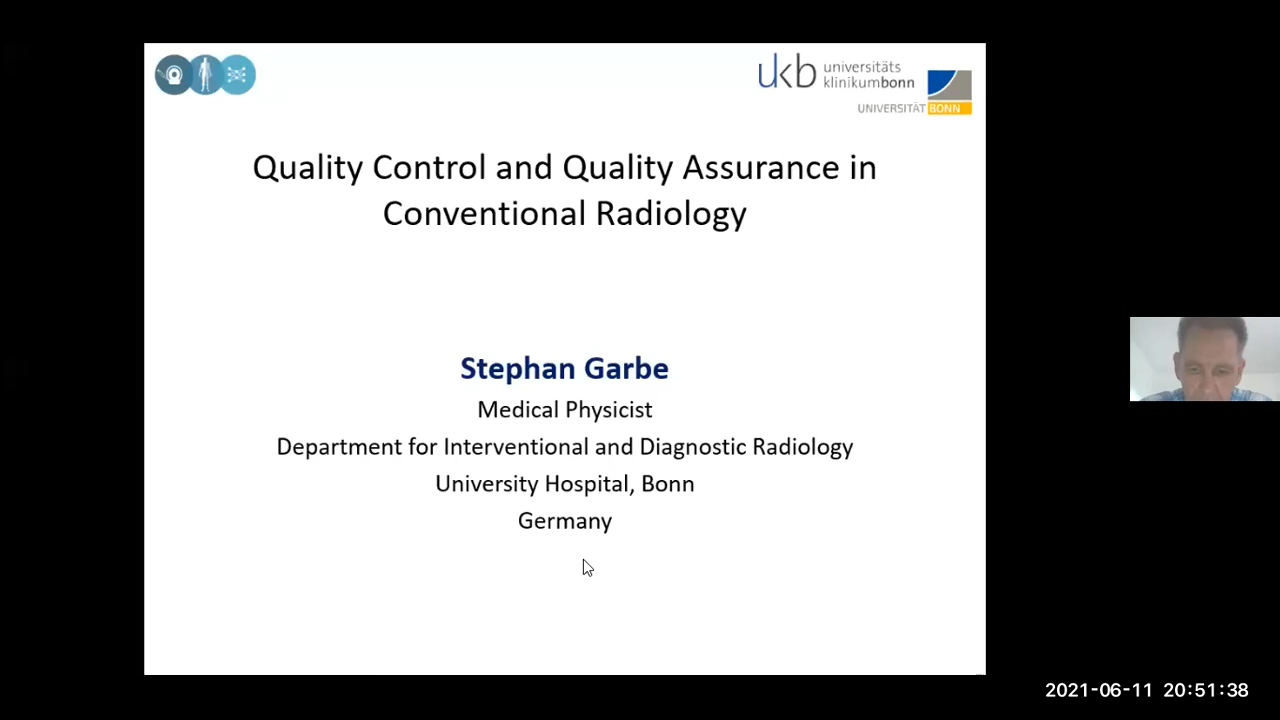 ukb universitäts
klinikumbonn
UNIVERSITÄT BONN
Quality Control and Quality Assurance in
Conventional Radiology
Stephan Garbe
Medical Physicist
Department for Interventional and Diagnostic Radiology
University Hospital, Bonn
Germany
2021-06-11 20:51:38